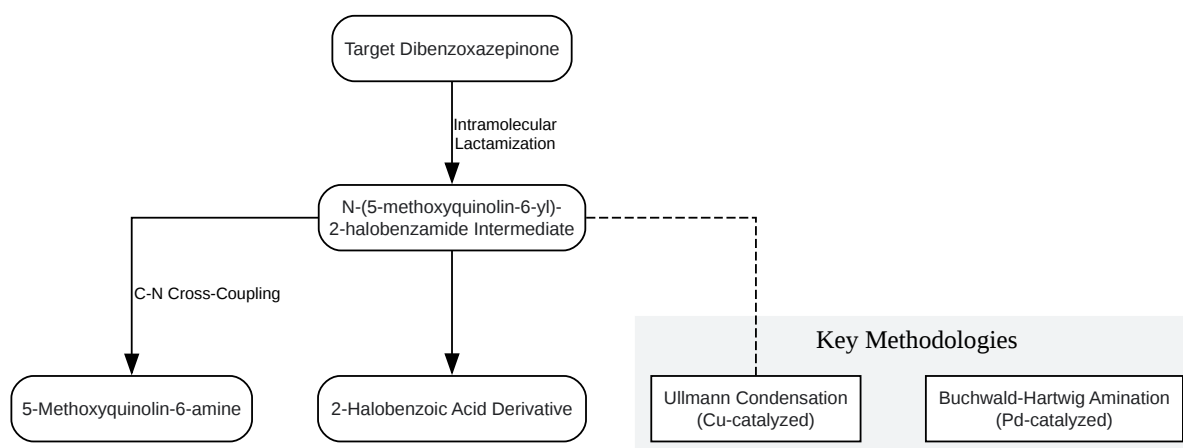 Target Dibenzoxazepinone
Intramolecular
Lactamization
N-(5-methoxyquinolin-6-yl)-
2-halobenzamide Intermediate
C-N Cross-Coupling
Key Methodologies
5-Methoxyquinolin-6-amine
2-Halobenzoic Acid Derivative
Ullmann Condensation
(Cu-catalyzed)
Buchwald-Hartwig Amination
(Pd-catalyzed)